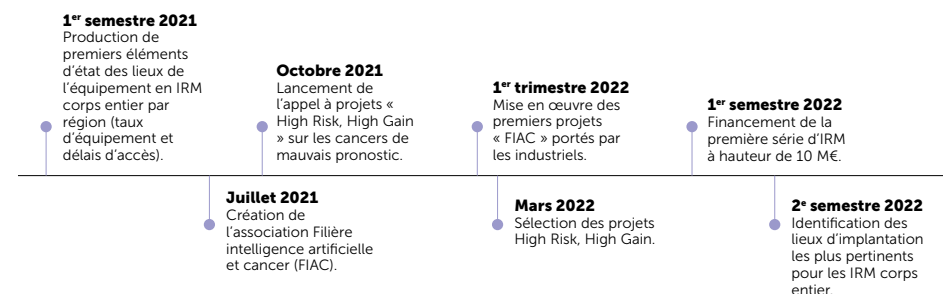 1er semestre 2021
Production de
premiers éléments
d’état des lieux de
l’équipement en IRM
corps entier par
région (taux
d’équipement et
délais d’accès).
Juillet 2021
Création de
l’association Filière
intelligence artificielle
et cancer (FIAC).
Octobre 2021
Lancement de
l’appel à projets «
High Risk, High Gain
» sur les cancers de
mauvais pronostic.
1er trimestre 2022
Mise en œuvre des
premiers projets
« FIAC » portés par
les industriels.
Mars 2022
Sélection des projets
High Risk, High Gain.
1er semestre 2022
Financement de la
première série d’IRM
à hauteur de 10 M€.
2e semestre 2022
Identification des
lieux d’implantation
les plus pertinents
pour les IRM corps
entier.